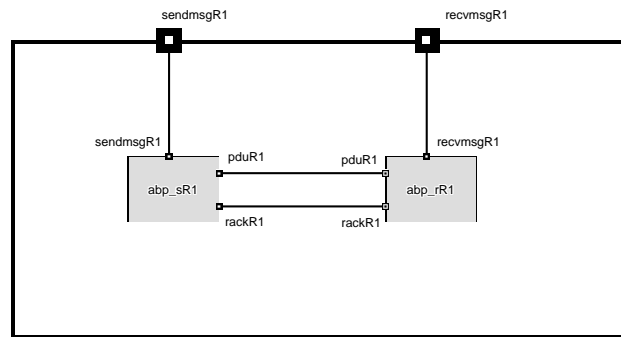 sendmsgR1 recvmsgR1
sendmsgR1 recvmsgR1
pduR1 pduR1
abp_sR1 abp_rR1
rackR1 rackR1